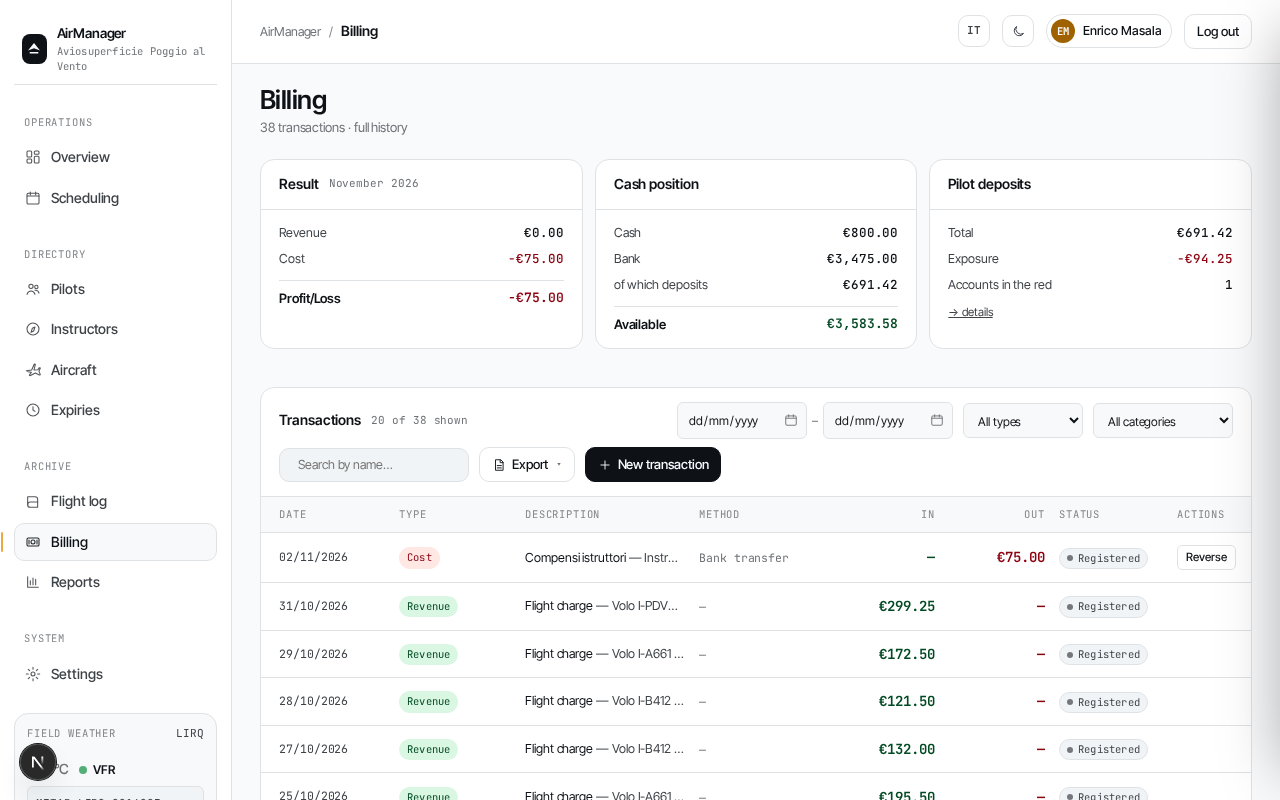 AirManager
Aviosuperficie Poggio al
Vento
OPERATIONS
Overview
Scheduling
DIRECTORY
Pilots
Instructors
Aircraft
Expiries
ARCHIVE
Flight log
Billing
Reports
SYSTEM
Settings
FIELD WEATHER LIRQ
VFR
N
AirManager / Billing
IT
EM Enrico Masala
Log out
Billing
38 transactions · full history
Result November 2026
Revenue €0.00
Cost -€75.00
Profit/Loss -€75.00
Cash position
Cash €800.00
Bank €3,475.00
of which deposits €691.42
Available €3,583.58
Pilot deposits
Total €691.42
Exposure -€94.25
Accounts in the red 1
→ details
Transactions 20 of 38 shown
dd/mm/yyyy – dd/mm/yyyy All types All categories
Search by name... Export + New transaction
DATE TYPE DESCRIPTION METHOD IN OUT STATUS ACTIONS
02/11/2026 Cost Compensi istruttori — Instr... Bank transfer — €75.00 Registered Reverse
31/10/2026 Revenue Flight charge — Volo I-PDV... — €299.25 — Registered
29/10/2026 Revenue Flight charge — Volo I-A661 ... — €172.50 — Registered
28/10/2026 Revenue Flight charge — Volo I-B412 ... — €121.50 — Registered
27/10/2026 Revenue Flight charge — Volo I-B412 ... — €132.00 — Registered
25/10/2026 Revenue Flight charge — Volo I-A661 ... — €195.50 — Registered